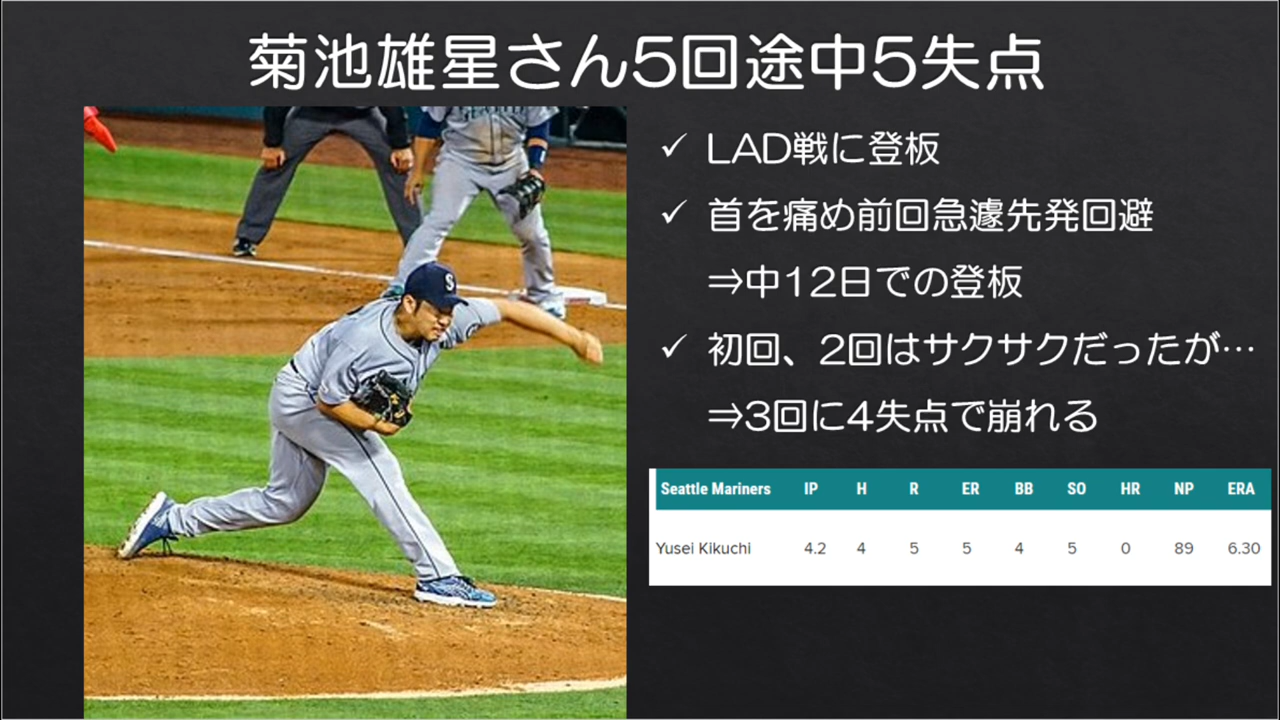 菊池雄星さん5回途中5失点
✓ LAD戦に登板
✓ 首を痛め前回急遽先発回避
⇒中12日での登板
✓ 初回、2回はサクサクだったが…
⇒3回に4失点で崩れる
Seattle Mariners IP H R ER BB SO HR NP ERA
Yusei Kikuchi 4.2 4 5 5 4 5 0 89 6.30
S